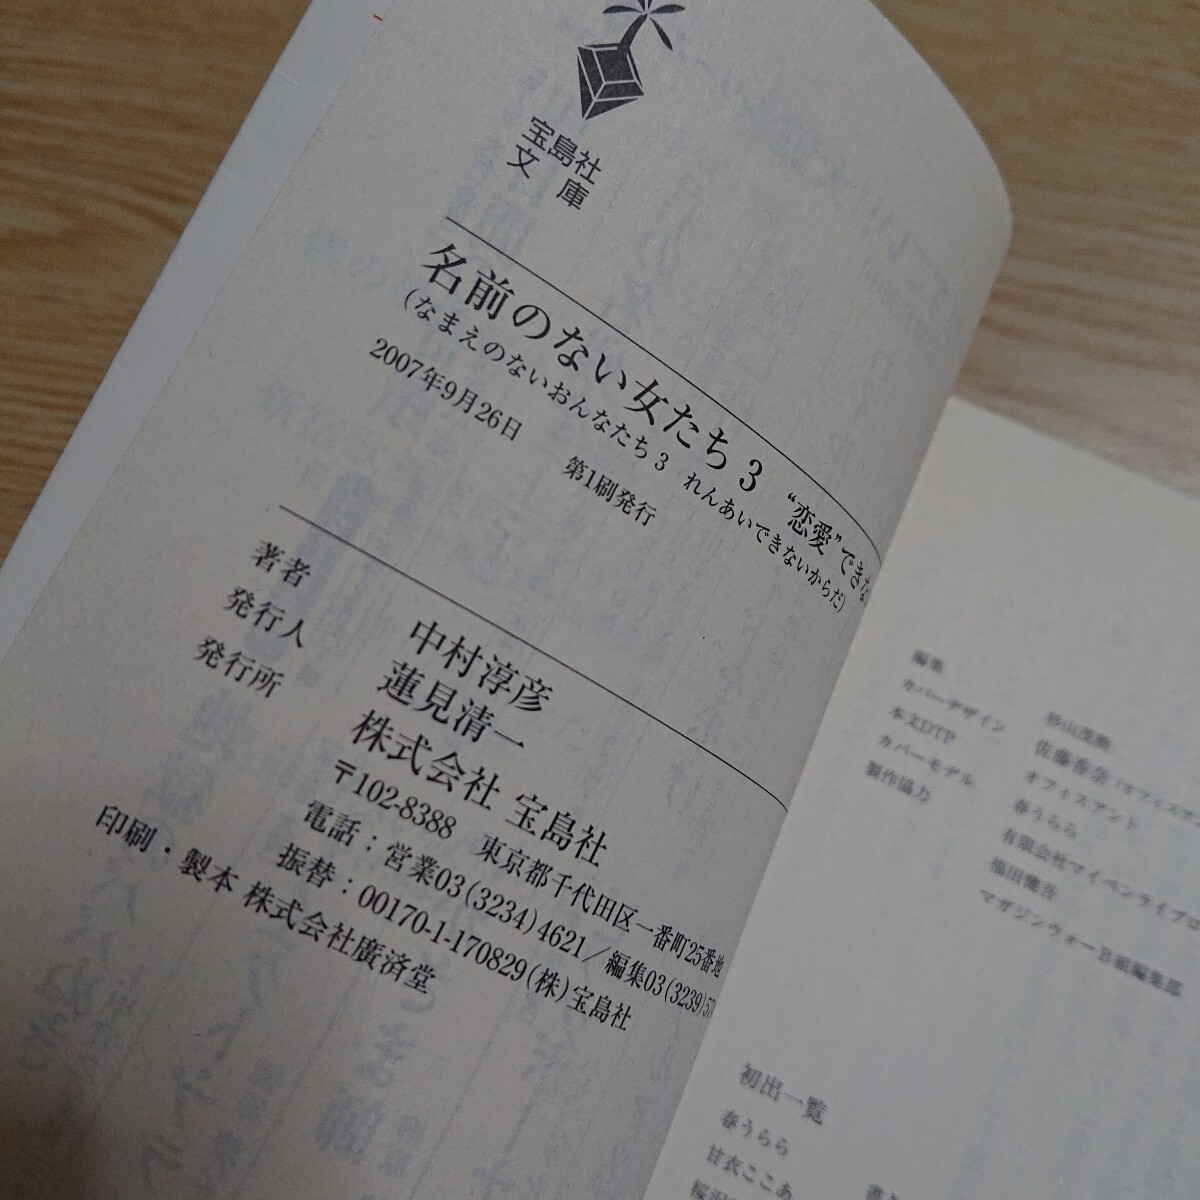 宝島社
文庫
名前のない女たち3 “恋愛”できな
(なまえのないおんなたち3 れんあいできないからだ)
2007年9月26日 第1刷発行
著者 中村淳彦
発行人 蓮見清一
発行所 株式会社 宝島社
〒102-8388 東京都千代田区一番町25番地
電話：営業03(3234)4621／編集03(3239)57
振替：00170-1-170829(株)宝島社
印刷・製本 株式会社廣済堂
編集 杉山茂勲
カバーデザイン 佐藤香奈
本文DTP オフィスアント
カバーモデル 春うらら
製作協力 有限会社マイペンライプロ
福田慶吾
マガジンウォーB組編集部
初出一覧
春うらら
甘衣ここあ